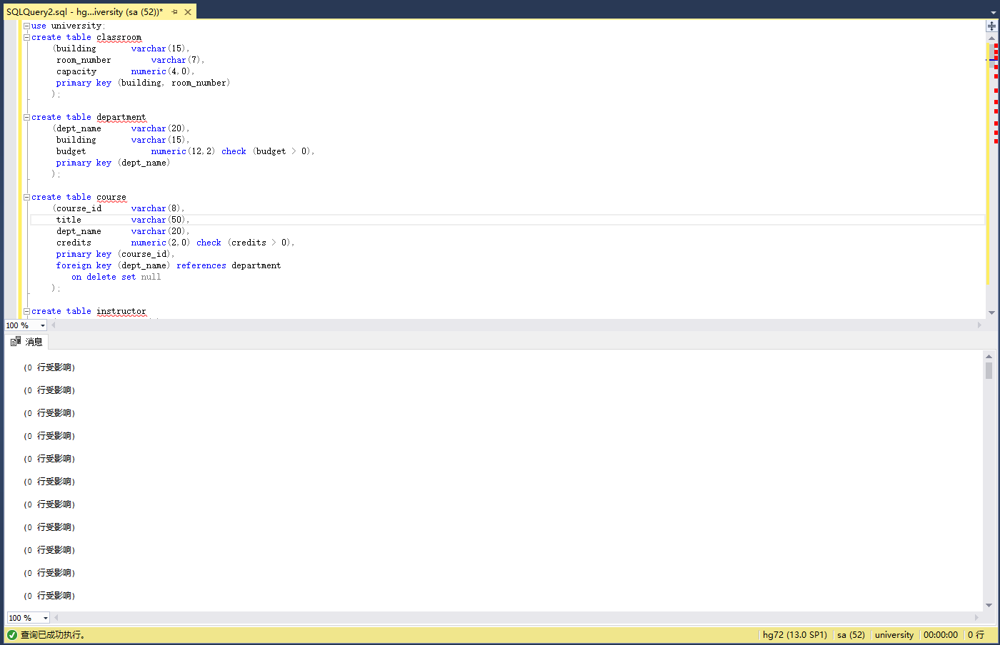 SQLQuery2.sql - hg...iversity (sa (52))*
use university;
create table classroom
(building varchar(15),
room_number varchar(7),
capacity numeric(4,0),
primary key (building, room_number)
);
create table department
(dept_name varchar(20),
building varchar(15),
budget numeric(12,2) check (budget > 0),
primary key (dept_name)
);
create table course
(course_id varchar(8),
title varchar(50),
dept_name varchar(20),
credits numeric(2,0) check (credits > 0),
primary key (course_id),
foreign key (dept_name) references department
on delete set null
);
create table instructor
100 %
消息
(0 行受影响)
(0 行受影响)
(0 行受影响)
(0 行受影响)
(0 行受影响)
(0 行受影响)
(0 行受影响)
(0 行受影响)
(0 行受影响)
(0 行受影响)
(0 行受影响)
100 %
查询已成功执行。 hg72 (13.0 SP1) sa (52) university 00:00:00 0 行